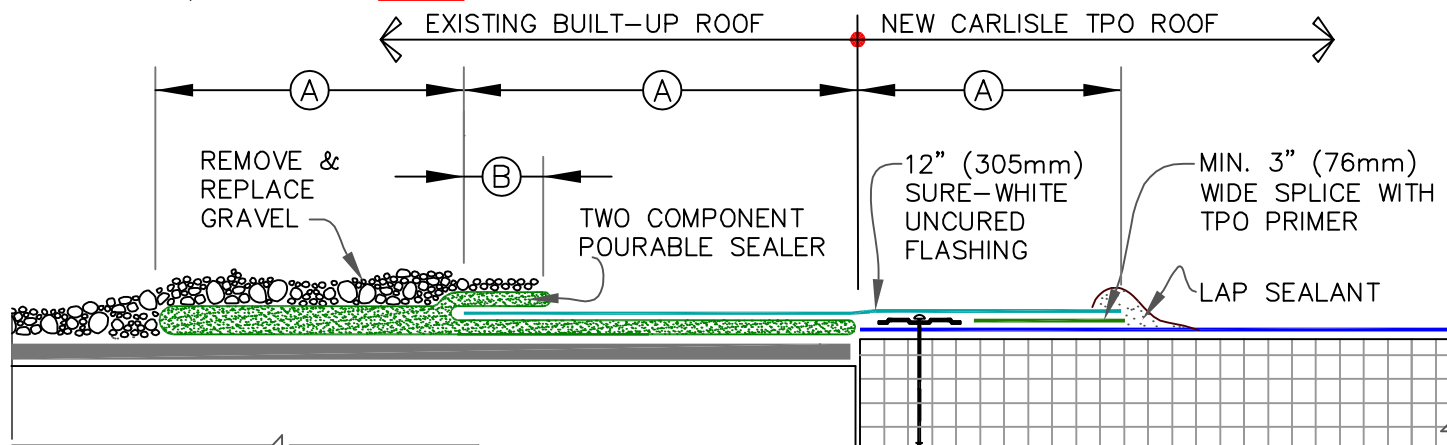 EXISTING BUILT-UP ROOF
NEW CARLISLE TPO ROOF
A
A
A
REMOVE &
REPLACE
GRAVEL
B
TWO COMPONENT
POURABLE SEALER
12" (305mm)
SURE-WHITE
UNCURED
FLASHING
MIN. 3" (76mm)
WIDE SPLICE WITH
TPO PRIMER
LAP SEALANT